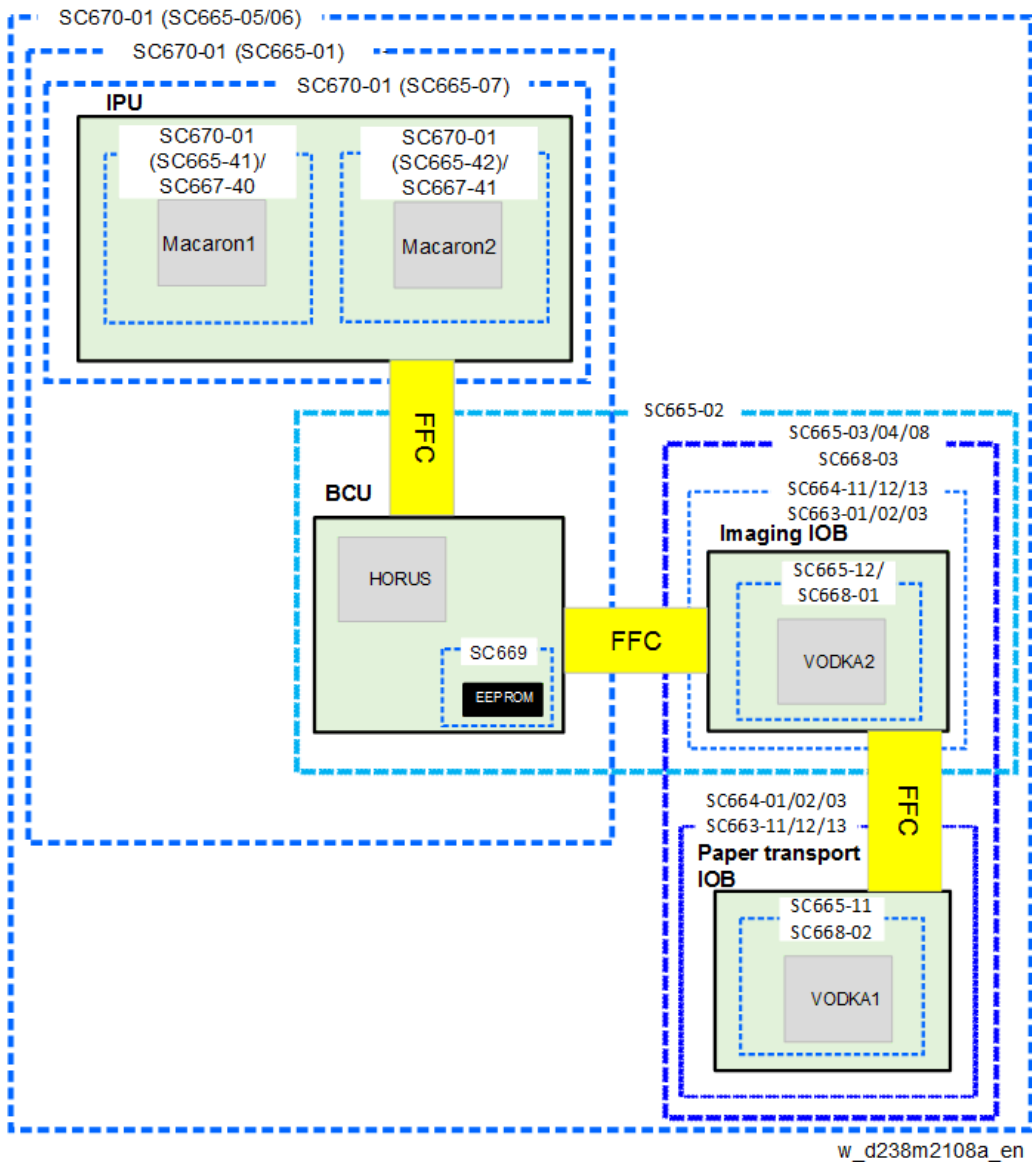 SC670-01 (SC665-05/06)
SC670-01 (SC665-01)
SC670-01 (SC665-07)
IPU
SC670-01
(SC665-41)/
SC667-40
SC670-01
(SC665-42)/
SC667-41
Macaron1
Macaron2
FFC
SC665-02
SC665-03/04/08
SC668-03
SC664-11/12/13
SC663-01/02/03
BCU
Imaging IOB
HORUS
SC665-12/
SC668-01
FFC
VODKA2
SC669
EEPROM
FFC
SC664-01/02/03
SC663-11/12/13
Paper transport
IOB
SC665-11
SC668-02
VODKA1
w_d238m2108a_en